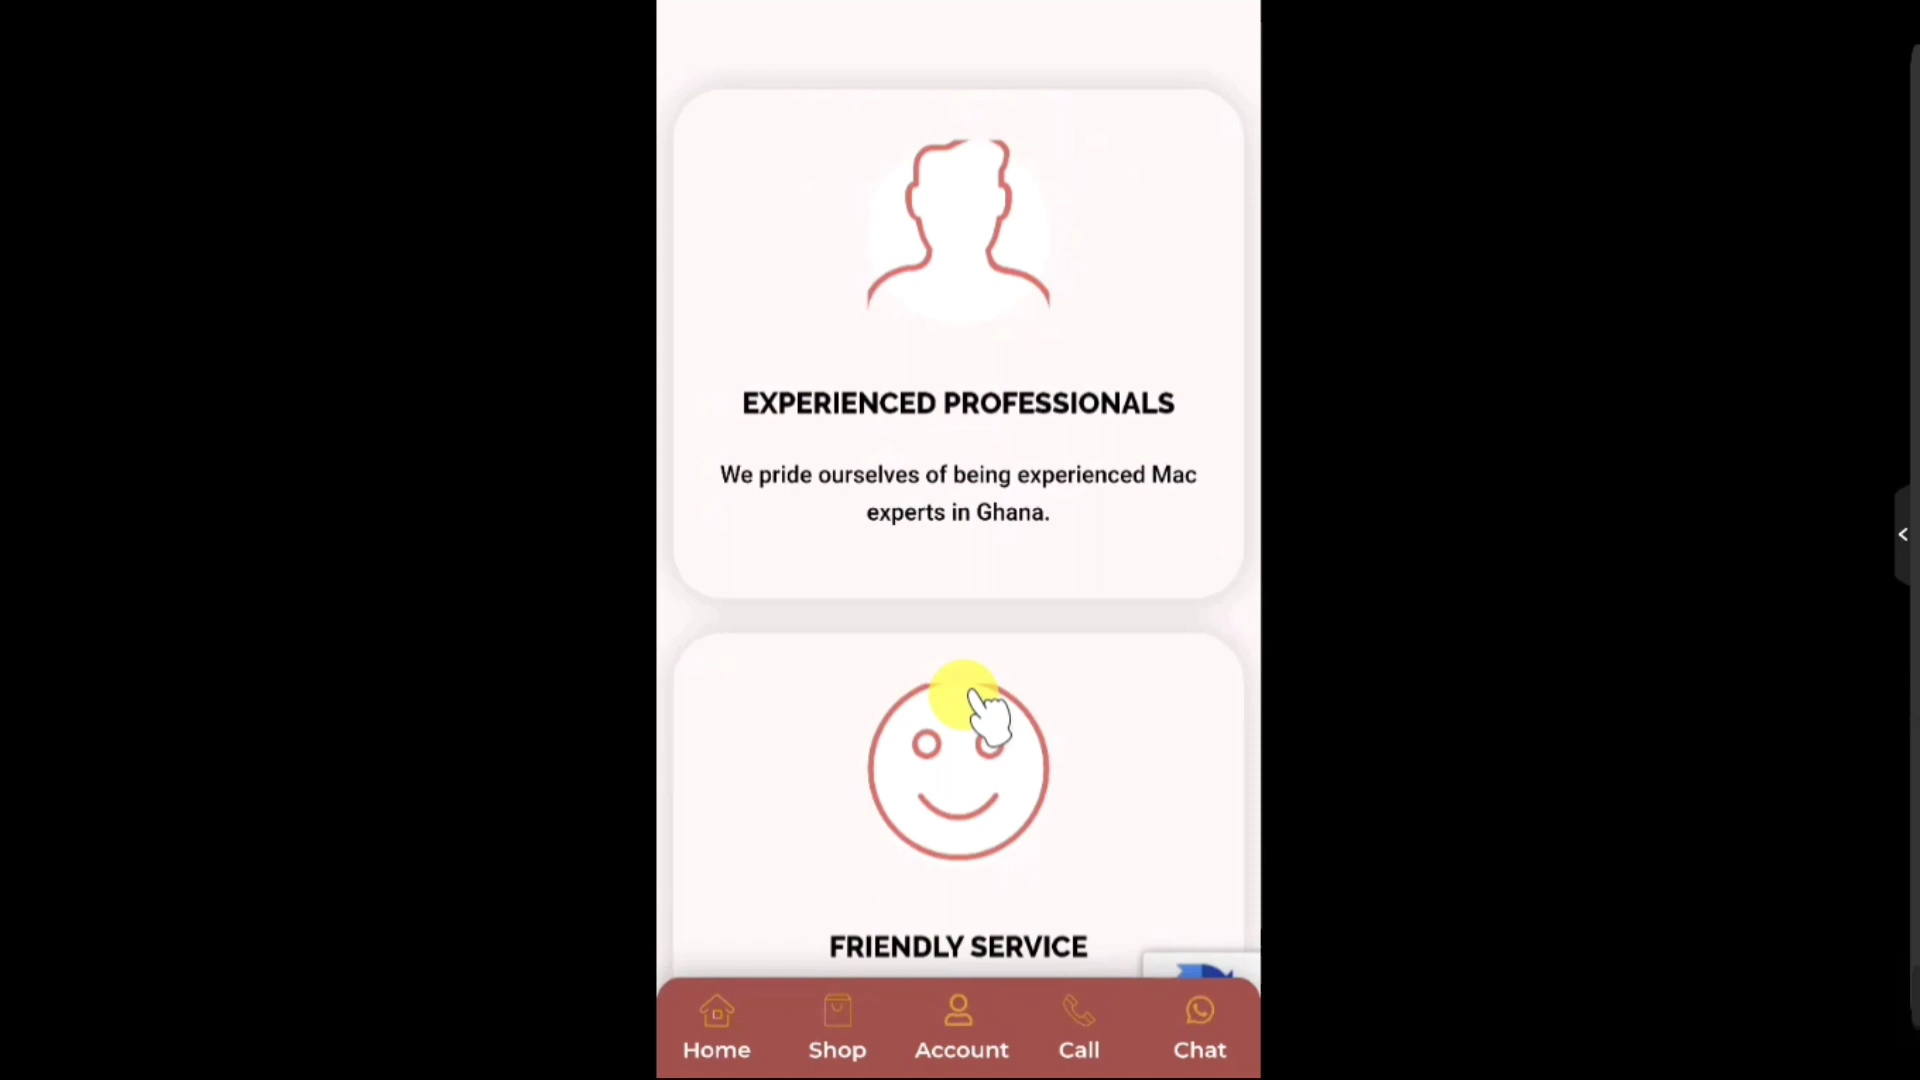 EXPERIENCED PROFESSIONALS
We pride ourselves of being experienced Mac
experts in Ghana.
FRIENDLY SERVICE
Home
Shop
Account
Call
Chat